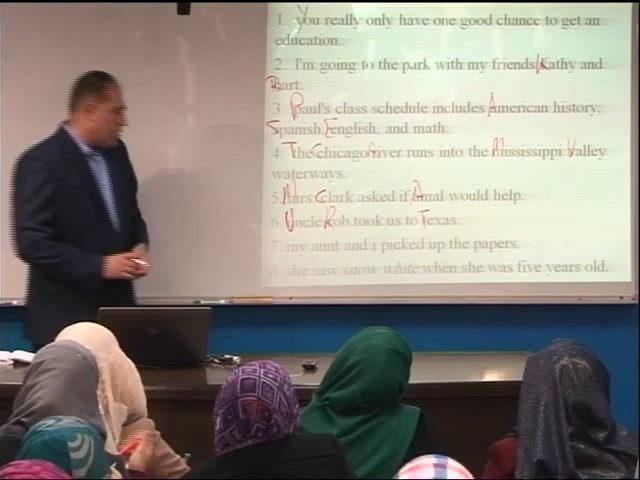 1. You really only have one good chance to get an
education.
2. I'm going to the park with my friends Kathy and
Bart.
3. Paul's class schedule includes American history,
Spanish, English, and math.
4. The Chicago River runs into the Mississippi Valley
waterways.
5. Mrs Clark asked if Amal would help.
6. Uncle Rob took us to Texas.
7. my aunt and i picked up the papers.
8. she saw snow white when she was five years old.